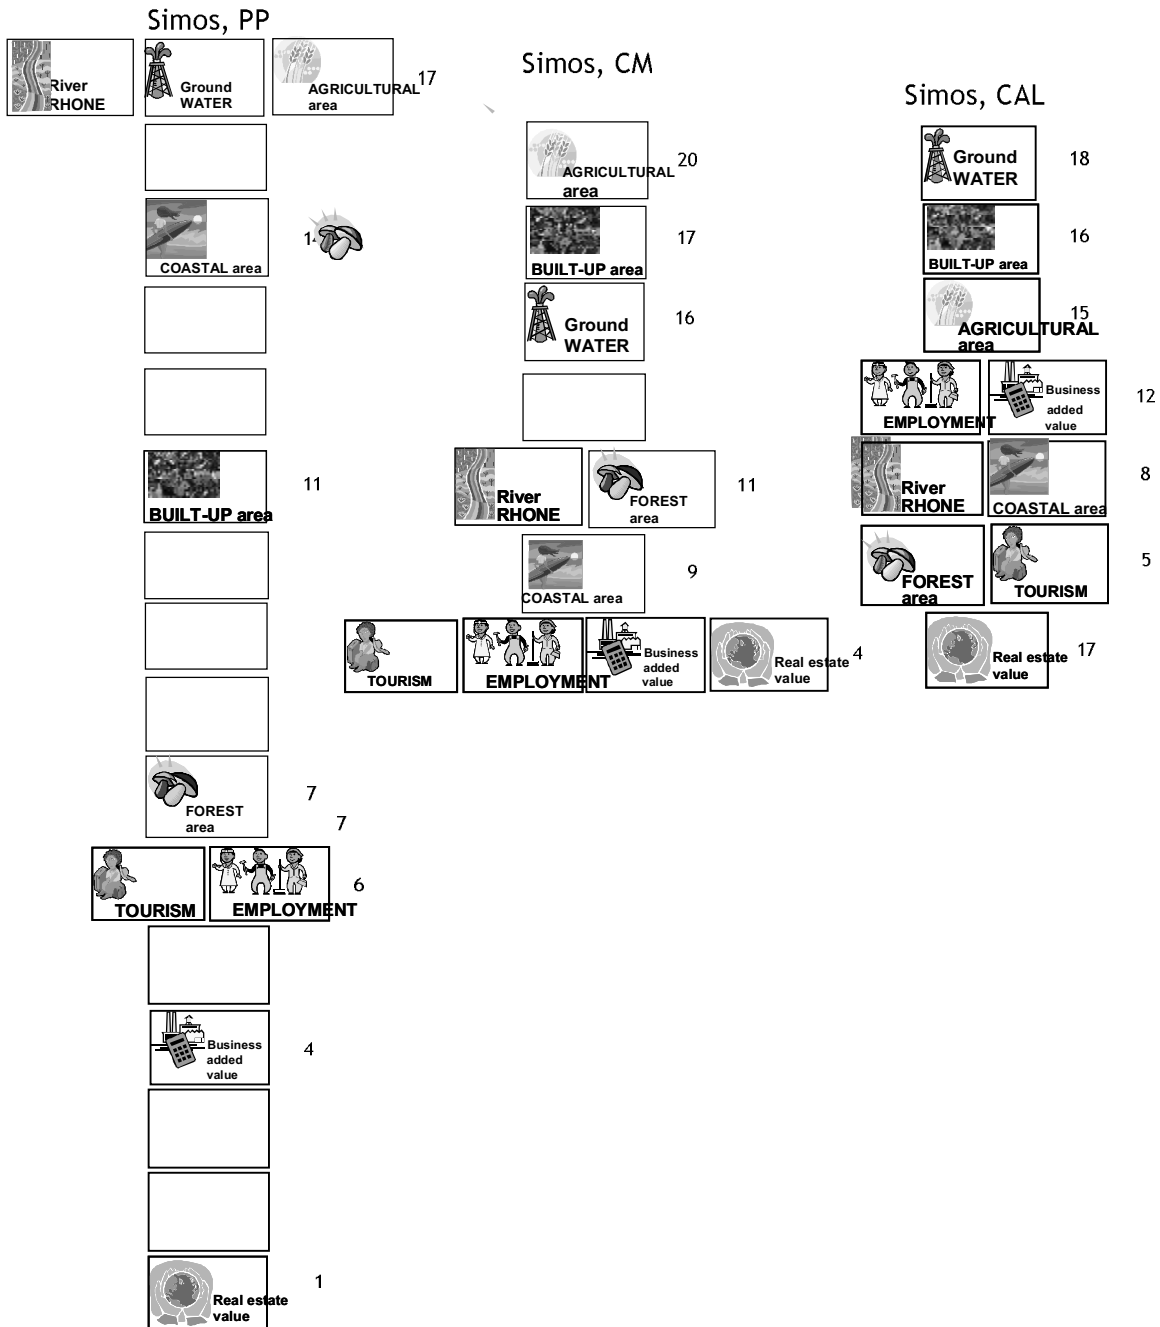 Simos, PP
River
RHONE
Ground
WATER
AGRICULTURAL
area
17
COASTAL area
BUILT-UP area
11
FOREST
area
7
7
TOURISM
EMPLOYMENT
6
Business
added
value
4
Real estate
value
1
Simos, CM
AGRICULTURAL
area
20
BUILT-UP area
17
Ground
WATER
16
River
RHONE
FOREST
area
11
COASTAL area
9
TOURISM
EMPLOYMENT
Business
added
value
Real estate
value
4
Simos, CAL
Ground
WATER
18
BUILT-UP area
16
AGRICULTURAL
area
15
EMPLOYMENT
Business
added
value
12
River
RHONE
COASTAL area
8
FOREST
area
TOURISM
5
Real estate
value
17